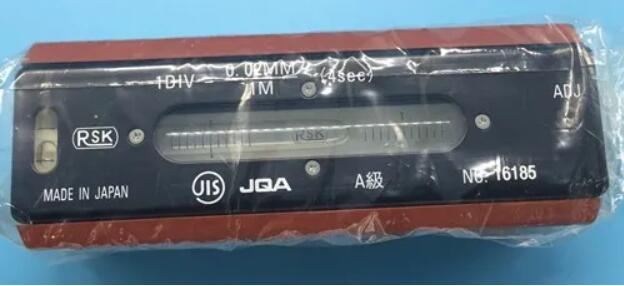 1DIV = 0.02MM/1M (4sec)
ADJ
RSK
RSK
MADE IN JAPAN
JIS JQA A級 NO. 16185